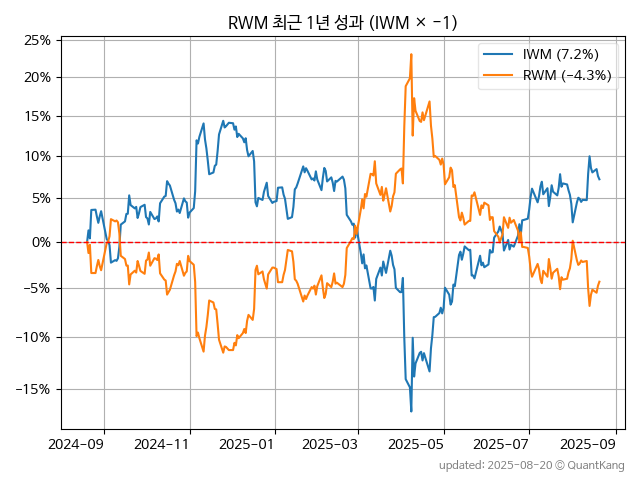 RWM 최근 1년 성과 (IWM × −1)
25%
20%
15%
10%
5%
0%
−5%
−10%
−15%
IWM (7.2%)
RWM (−4.3%)
2024−09 2024−11 2025−01 2025−03 2025−05 2025−07 2025−09
updated: 2025-08-20 © QuantKang